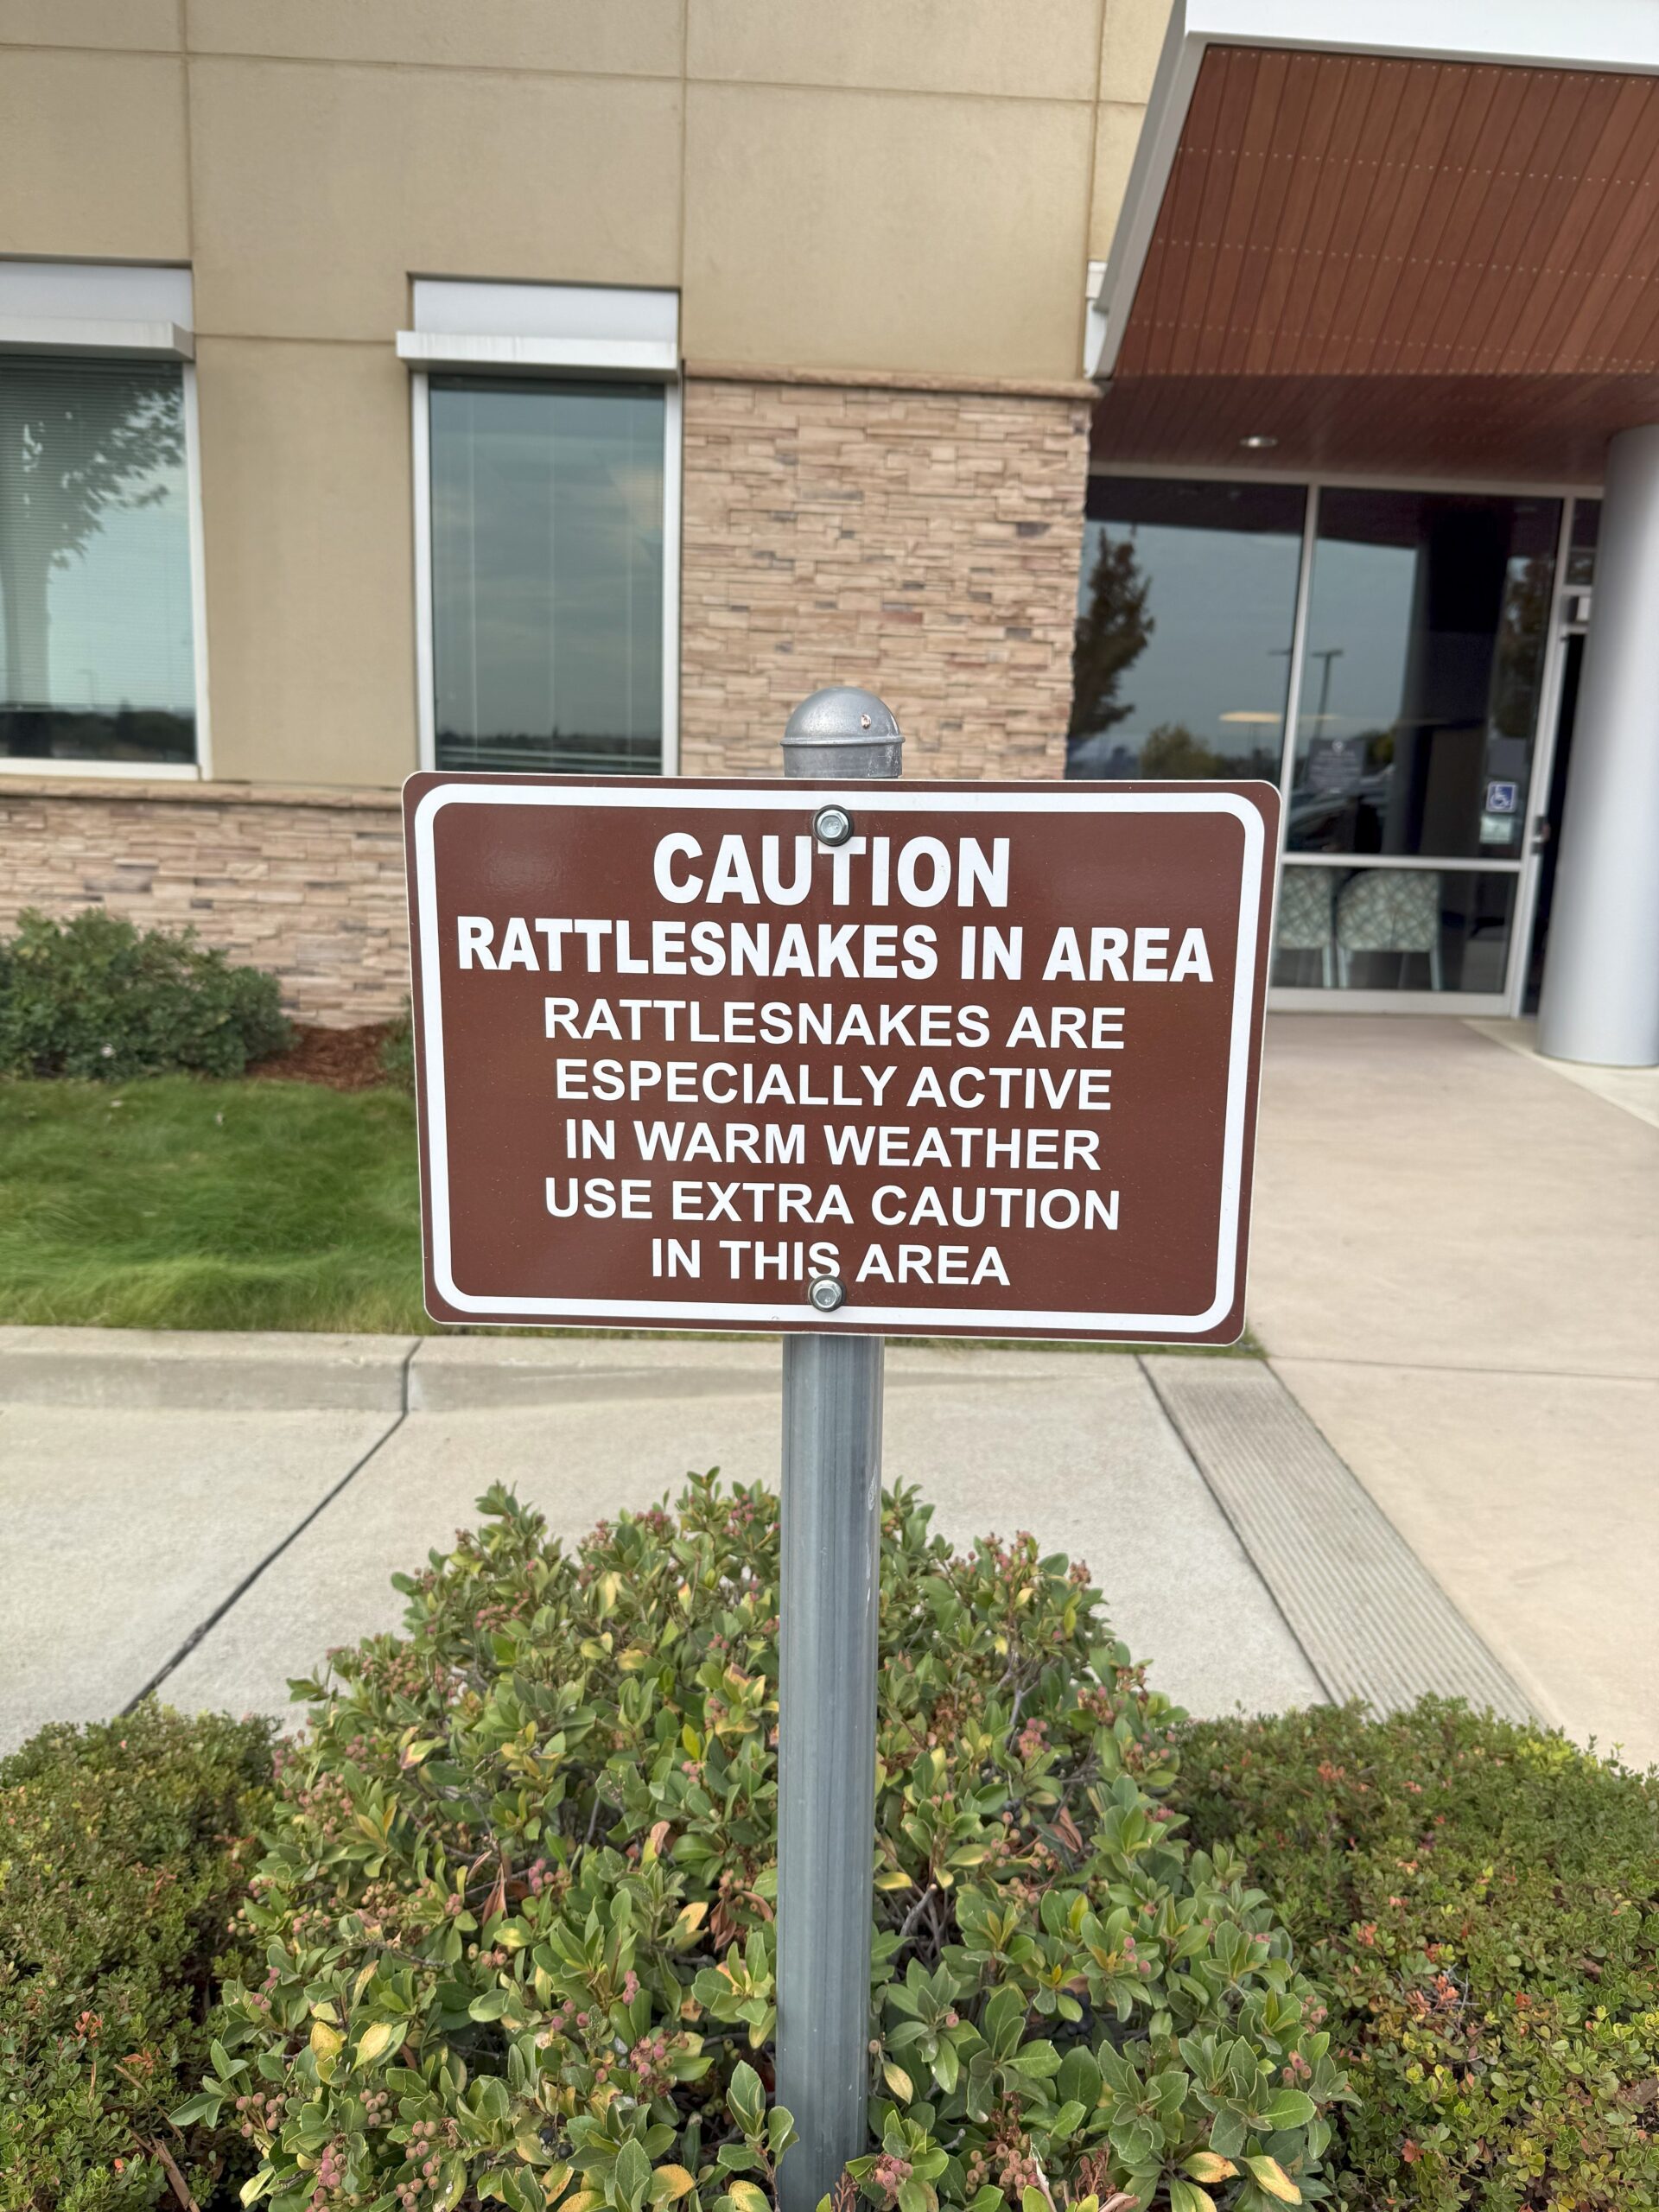 CAUTION
RATTLESNAKES IN AREA
RATTLESNAKES ARE
ESPECIALLY ACTIVE
IN WARM WEATHER
USE EXTRA CAUTION
IN THIS AREA